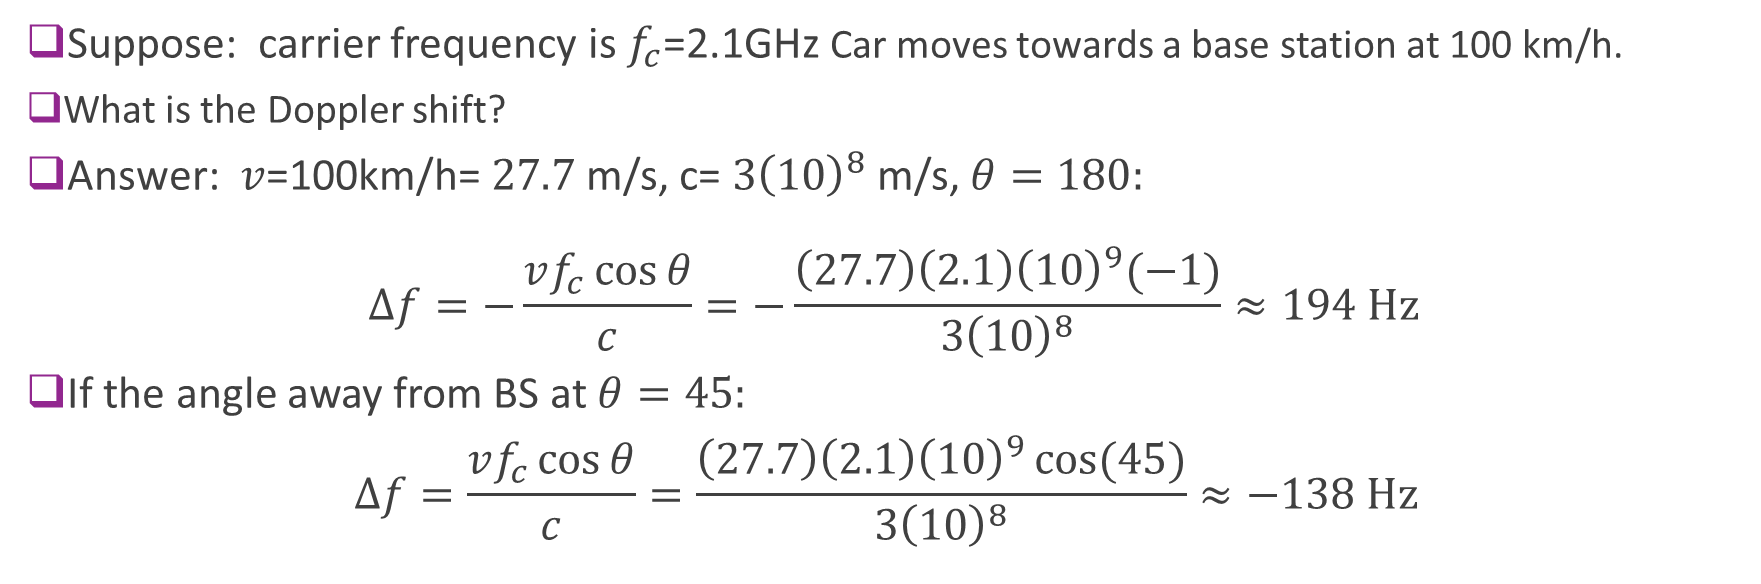 ❑Suppose: carrier frequency is 𝑓𝑐=2.1GHz Car moves towards a base station at 100 km/h.
❑What is the Doppler shift?
❑Answer: 𝑣=100km/h= 27.7 m/s, c= 3(10)⁸ m/s, 𝜃 = 180:
Δ𝑓 = −(𝑣𝑓𝑐 cos 𝜃)/𝑐 = −((27.7)(2.1)(10)⁹(−1))/(3(10)⁸) ≈ 194 Hz
❑If the angle away from BS at 𝜃 = 45:
Δ𝑓 = (𝑣𝑓𝑐 cos 𝜃)/𝑐 = ((27.7)(2.1)(10)⁹ cos(45))/(3(10)⁸) ≈ −138 Hz